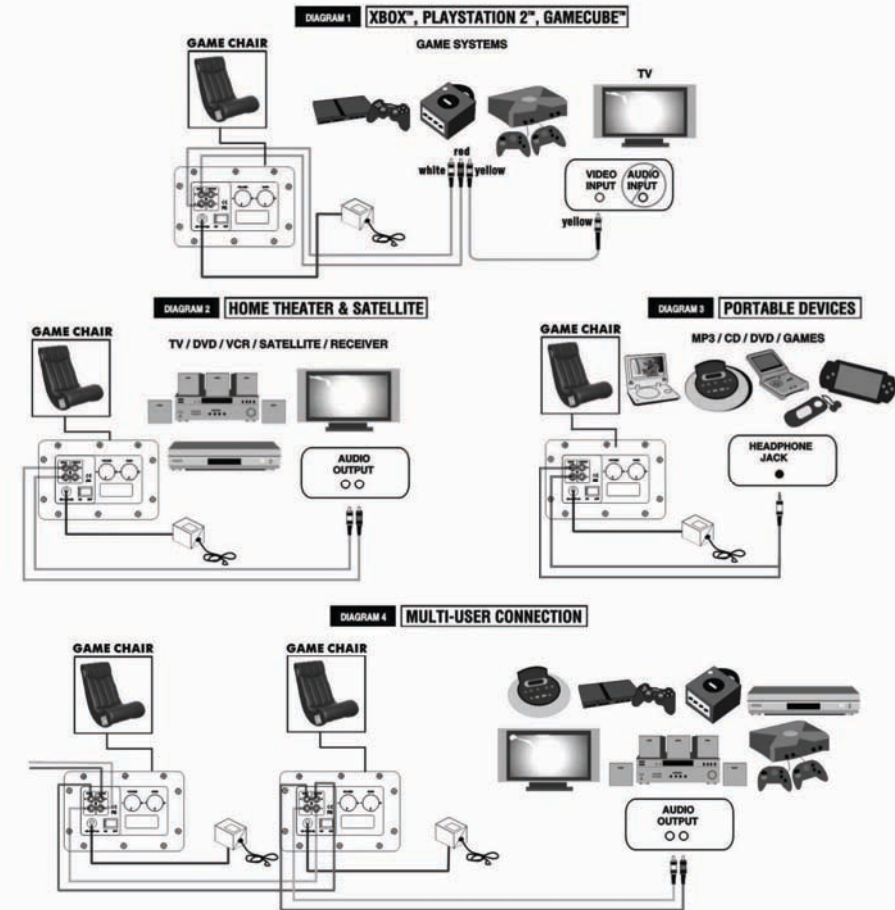 DIAGRAM 1 XBOX™, PLAYSTATION 2™, GAMECUBE™
GAME CHAIR
GAME SYSTEMS
TV
red
white
yellow
VIDEO INPUT
AUDIO INPUT
yellow
DIAGRAM 2 HOME THEATER & SATELLITE
GAME CHAIR
TV / DVD / VCR / SATELLITE / RECEIVER
AUDIO
OUTPUT
DIAGRAM 3 PORTABLE DEVICES
GAME CHAIR
MP3 / CD / DVD / GAMES
HEADPHONE
JACK
DIAGRAM 4 MULTI-USER CONNECTION
GAME CHAIR
GAME CHAIR
AUDIO
OUTPUT